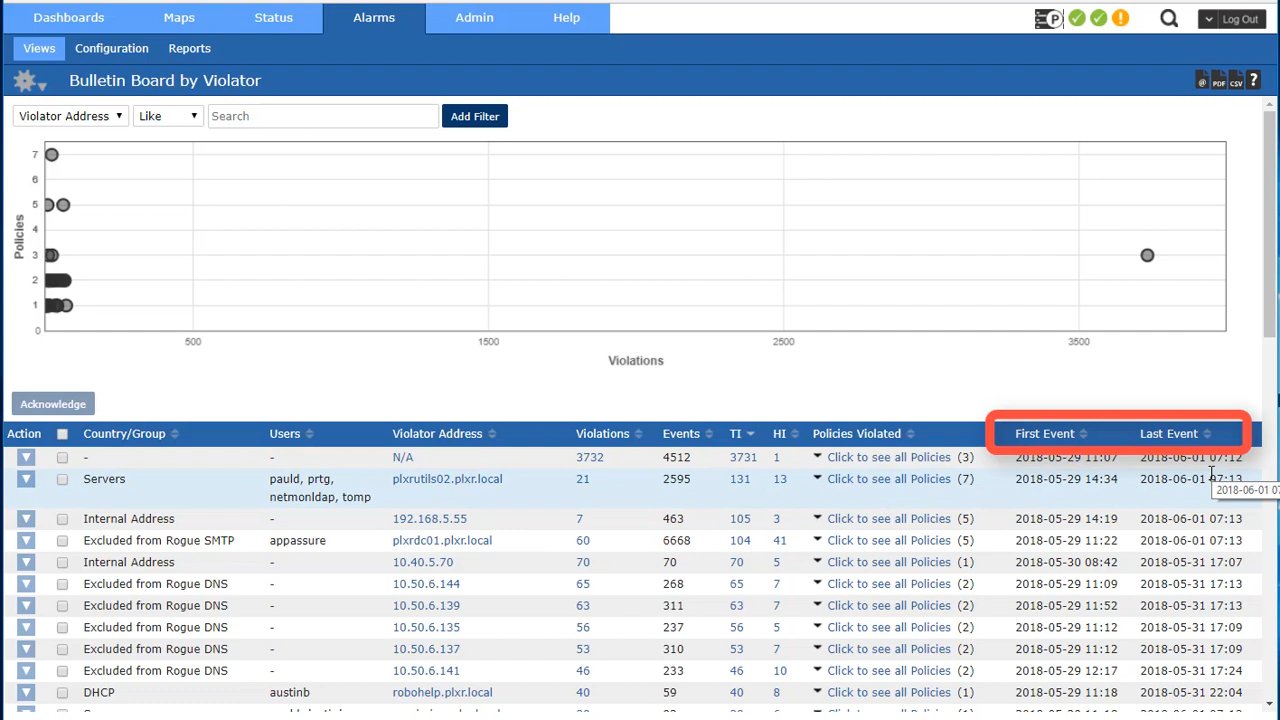 Dashboards Maps Status Alarms Admin Help P Log Out
Views Configuration Reports
Bulletin Board by Violator @ PDF CSV ?
Violator Address Like Search Add Filter
7
6
5
4
3
2
1
0
Policies
500 1500 2500 3500
Violations
Acknowledge
Action Country/Group Users Violator Address Violations Events TI HI Policies Violated First Event Last Event
- - N/A 3732 4512 3731 1 Click to see all Policies (3) 2018-05-29 11:07 2018-06-01 07:12
Servers pauld, prtg, plxrutils02.plxr.local 21 2595 131 13 Click to see all Policies (7) 2018-05-29 14:34 2018-06-01 07:13
netmonldap, tomp
2018-06-01 07
Internal Address - 192.168.5.55 7 463 105 3 Click to see all Policies (5) 2018-05-29 14:19 2018-06-01 07:13
Excluded from Rogue SMTP appassure plxrdc01.plxr.local 60 6668 104 41 Click to see all Policies (5) 2018-05-29 11:22 2018-06-01 07:13
Internal Address - 10.40.5.70 70 70 70 5 Click to see all Policies (1) 2018-05-30 08:42 2018-05-31 17:07
Excluded from Rogue DNS - 10.50.6.144 65 268 65 7 Click to see all Policies (2) 2018-05-29 11:09 2018-05-31 17:13
Excluded from Rogue DNS - 10.50.6.139 63 311 63 7 Click to see all Policies (2) 2018-05-29 11:52 2018-05-31 17:13
Excluded from Rogue DNS - 10.50.6.135 56 237 56 5 Click to see all Policies (2) 2018-05-29 11:12 2018-05-31 17:09
Excluded from Rogue DNS - 10.50.6.137 53 310 53 7 Click to see all Policies (2) 2018-05-29 11:12 2018-05-31 17:09
Excluded from Rogue DNS - 10.50.6.141 46 233 46 10 Click to see all Policies (2) 2018-05-29 12:17 2018-05-31 17:24
DHCP austinb robohelp.plxr.local 40 59 40 8 Click to see all Policies (1) 2018-05-29 11:18 2018-05-31 22:04